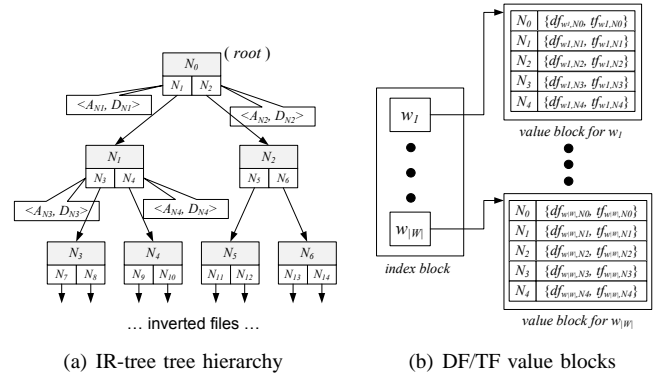 N0
( root )
N1 N2
<AN1, DN1>
<AN2, DN2>
N1
N3 N4
N2
N5 N6
<AN3, DN3>
<AN4, DN4>
N3
N7 N8
N4
N9 N10
N5
N11 N12
N6
N13 N14
... inverted files ...
(a) IR-tree tree hierarchy
w1
w|W|
index block
N0 {dfw1,N0, tfw1,N0}
N1 {dfw1,N1, tfw1,N1}
N2 {dfw1,N2, tfw1,N2}
N3 {dfw1,N3, tfw1,N3}
N4 {dfw1,N4, tfw1,N4}
value block for w1
N0 {dfw|W|,N0, tfw|W|,N0}
N1 {dfw|W|,N1, tfw|W|,N1}
N2 {dfw|W|,N2, tfw|W|,N2}
N3 {dfw|W|,N3, tfw|W|,N3}
N4 {dfw|W|,N4, tfw|W|,N4}
value block for w|W|
(b) DF/TF value blocks